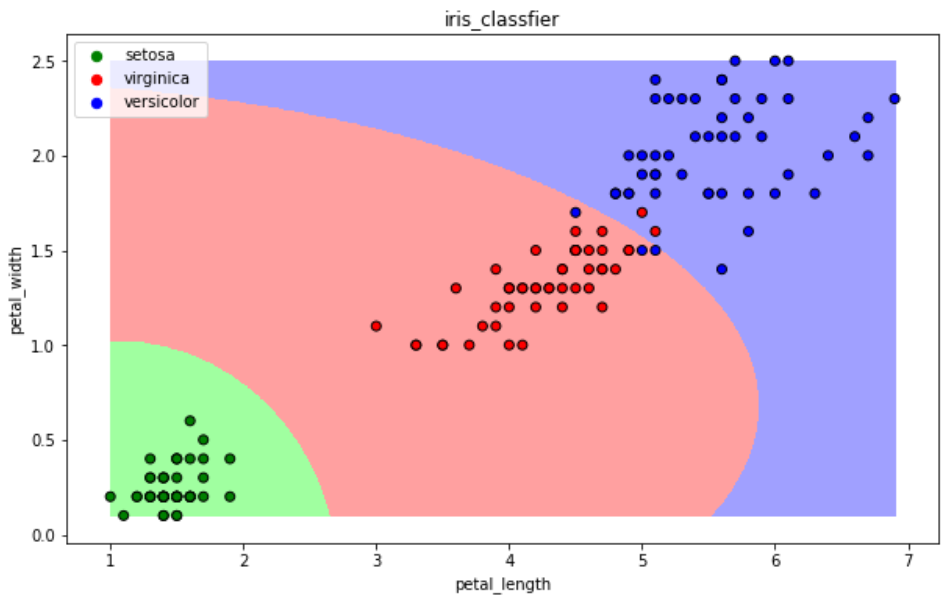 iris_classfier
setosa
virginica
versicolor
2.5
2.0
1.5
1.0
0.5
0.0
petal_width
1 2 3 4 5 6 7
petal_length